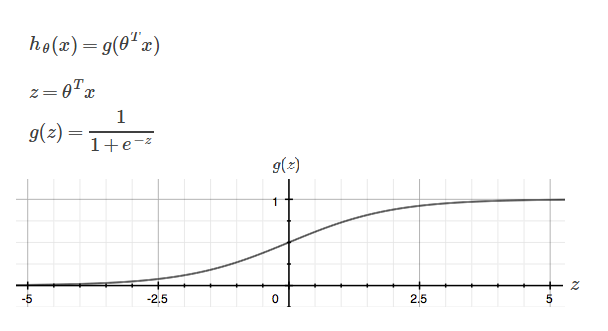 hθ(x) = g(θᵀx)
z = θᵀx
g(z) = 1 / (1 + e⁻ᶻ)
g(z)
1
-5 -2.5 0 2.5 5 z